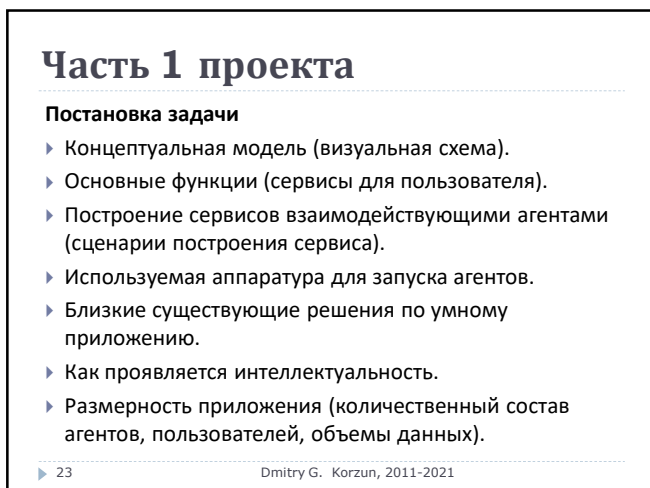 Часть 1 проекта
Постановка задачи
Концептуальная модель (визуальная схема).
Основные функции (сервисы для пользователя).
Построение сервисов взаимодействующими агентами
(сценарии построения сервиса).
Используемая аппаратура для запуска агентов.
Близкие существующие решения по умному
приложению.
Как проявляется интеллектуальность.
Размерность приложения (количественный состав
агентов, пользователей, объемы данных).
23 Dmitry G. Korzun, 2011-2021